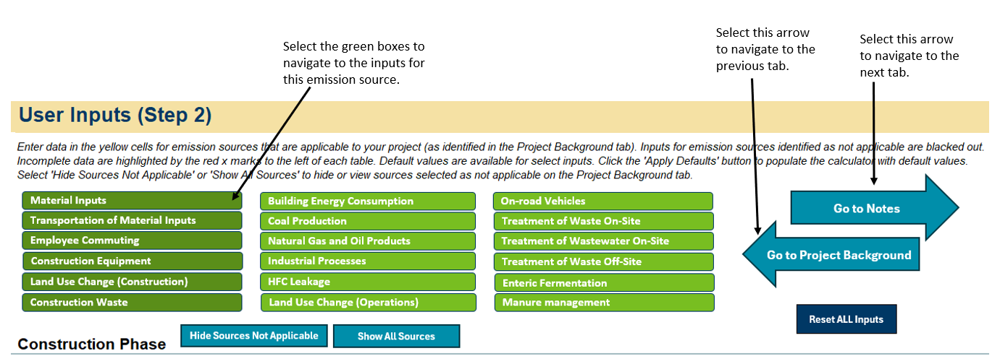 Select the green boxes to
navigate to the inputs for
this emission source.
Select this arrow
to navigate to the
previous tab.
Select this arrow
to navigate to the
next tab.
User Inputs (Step 2)
Enter data in the yellow cells for emission sources that are applicable to your project (as identified in the Project Background tab). Inputs for emission sources identified as not applicable are blacked out.
Incomplete data are highlighted by the red x marks to the left of each table. Default values are available for select inputs. Click the 'Apply Defaults' button to populate the calculator with default values.
Select 'Hide Sources Not Applicable' or 'Show All Sources' to hide or view sources selected as not applicable on the Project Background tab.
Material Inputs
Transportation of Material Inputs
Employee Commuting
Construction Equipment
Land Use Change (Construction)
Construction Waste
Building Energy Consumption
Coal Production
Natural Gas and Oil Products
Industrial Processes
HFC Leakage
Land Use Change (Operations)
On-road Vehicles
Treatment of Waste On-Site
Treatment of Wastewater On-Site
Treatment of Waste Off-Site
Enteric Fermentation
Manure management
Go to Notes
Go to Project Background
Reset ALL Inputs
Construction Phase
Hide Sources Not Applicable
Show All Sources